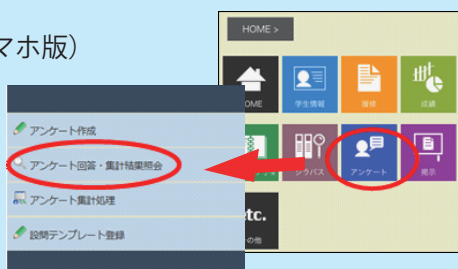 マホ版）
HOME >
OME
学生情報
履修
成績
シラバス
アンケート
掲示
etc.
の他
アンケート作成
アンケート回答・集計結果照会
アンケート集計処理
設問テンプレート登録